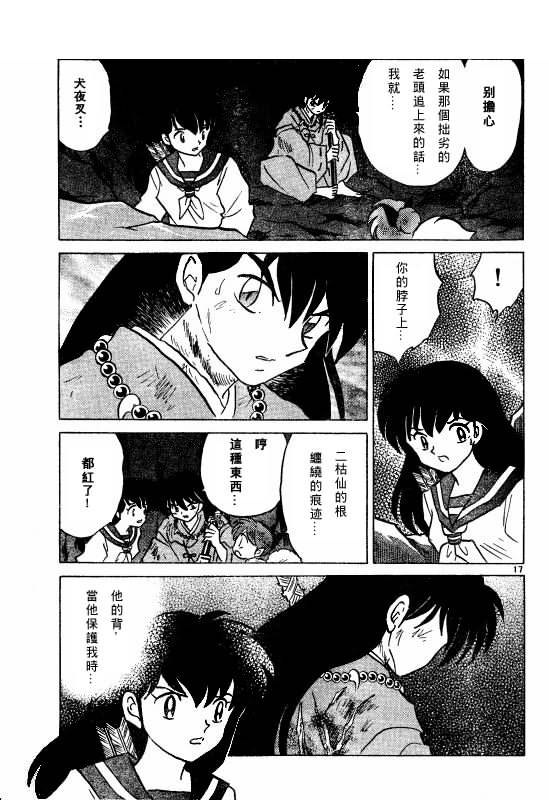 別擔心
如果那個拙劣的
老頭追上來的話…
我就……
犬夜叉…
！
你的脖子上…
二枯仙的根
纏繞的痕迹…
哼
這種東西…
都紅了！
17
他的背,
當他保護我時…